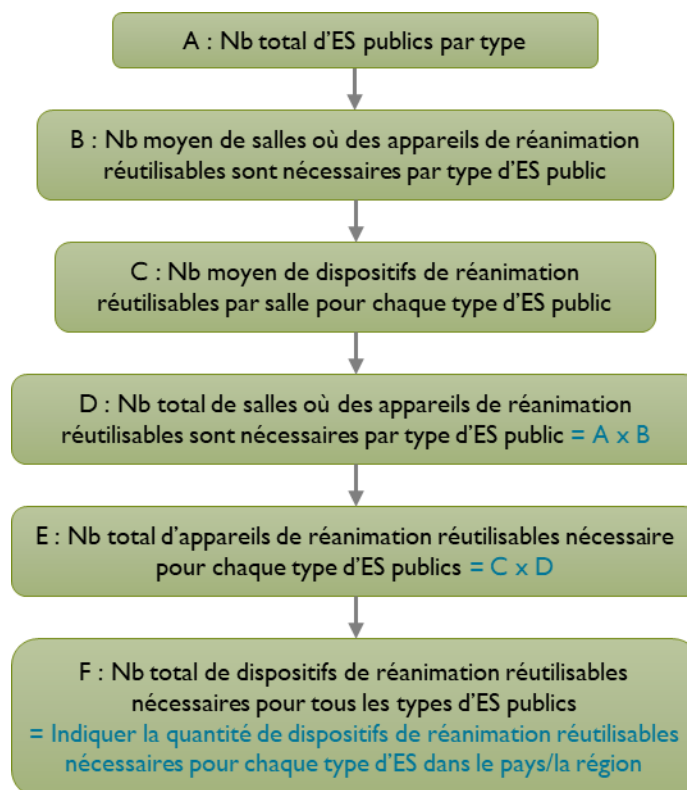 A : Nb total d'ES publics par type
B : Nb moyen de salles où des appareils de réanimation
réutilisables sont nécessaires par type d'ES public
C : Nb moyen de dispositifs de réanimation
réutilisables par salle pour chaque type d'ES public
D : Nb total de salles où des appareils de réanimation
réutilisables sont nécessaires par type d'ES public = A x B
E : Nb total d'appareils de réanimation réutilisables nécessaire
pour chaque type d'ES publics = C x D
F : Nb total de dispositifs de réanimation réutilisables
nécessaires pour tous les types d'ES publics
= Indiquer la quantité de dispositifs de réanimation réutilisables
nécessaires pour chaque type d'ES dans le pays/la région